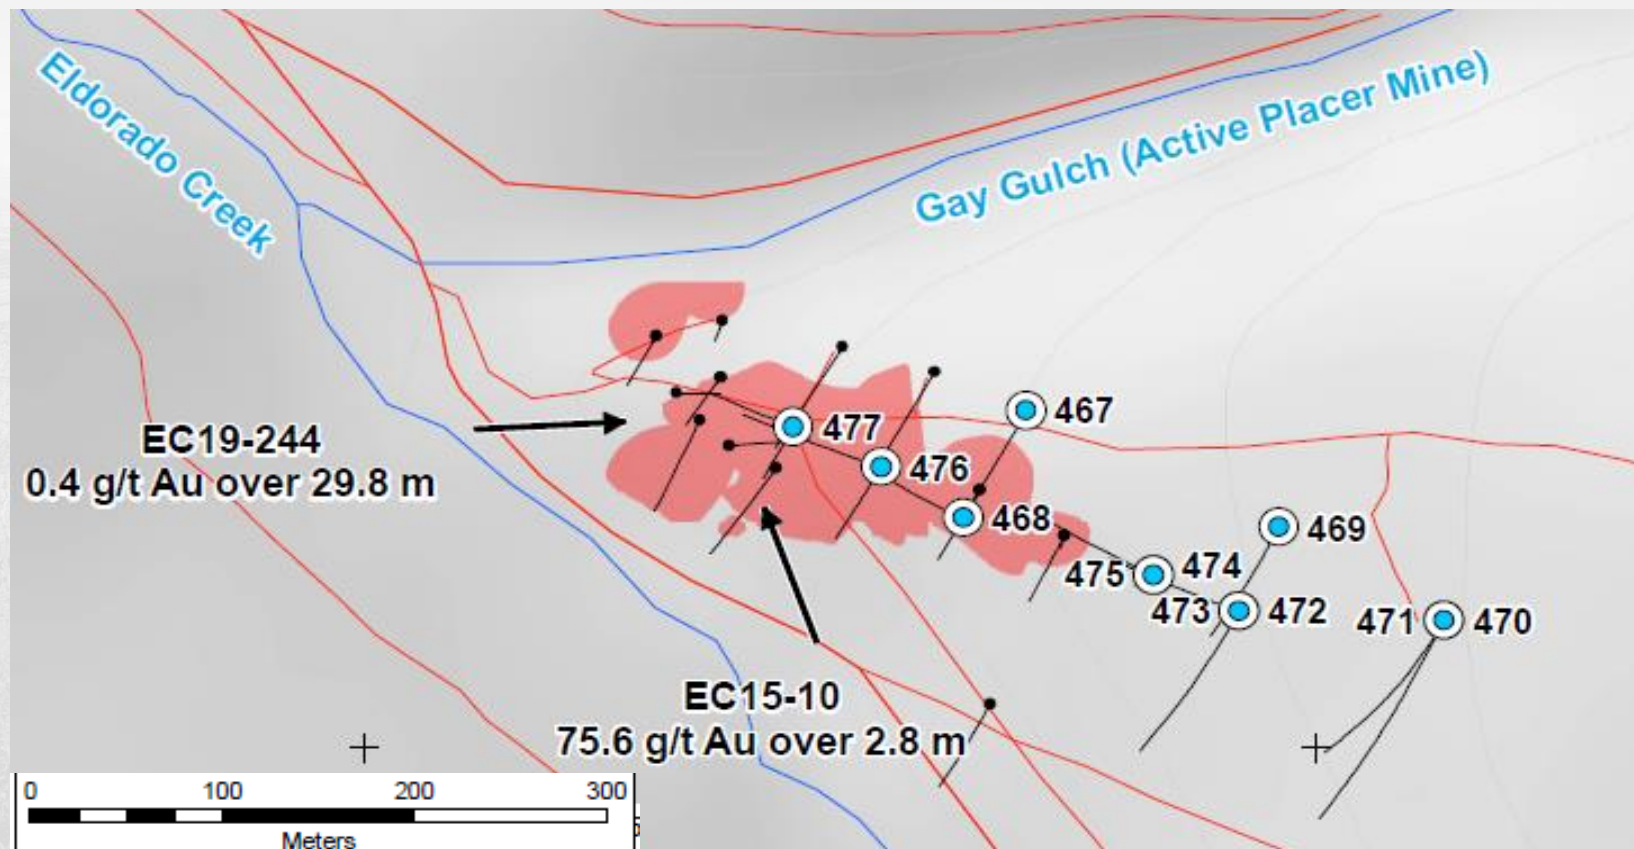 Eldorado Creek
Gay Gulch (Active Placer Mine)
EC19-244
0.4 g/t Au over 29.8 m
477
467
476
468
469
475
474
473
472
471
470
EC15-10
75.6 g/t Au over 2.8 m
0 100 200 300
Meters